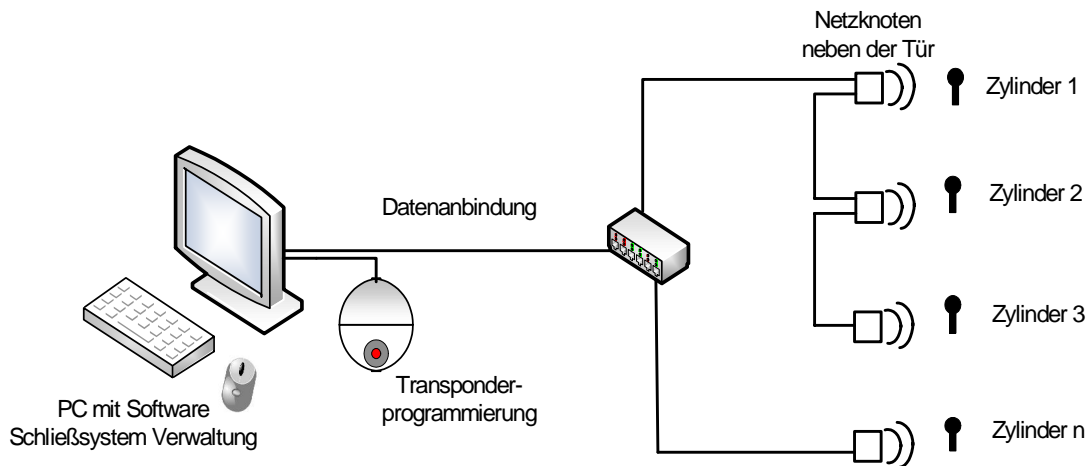 Netzknoten
neben der Tür
Zylinder 1
Zylinder 2
Datenanbindung
Zylinder 3
Transponder-
programmierung
PC mit Software
Schließsystem Verwaltung
Zylinder n